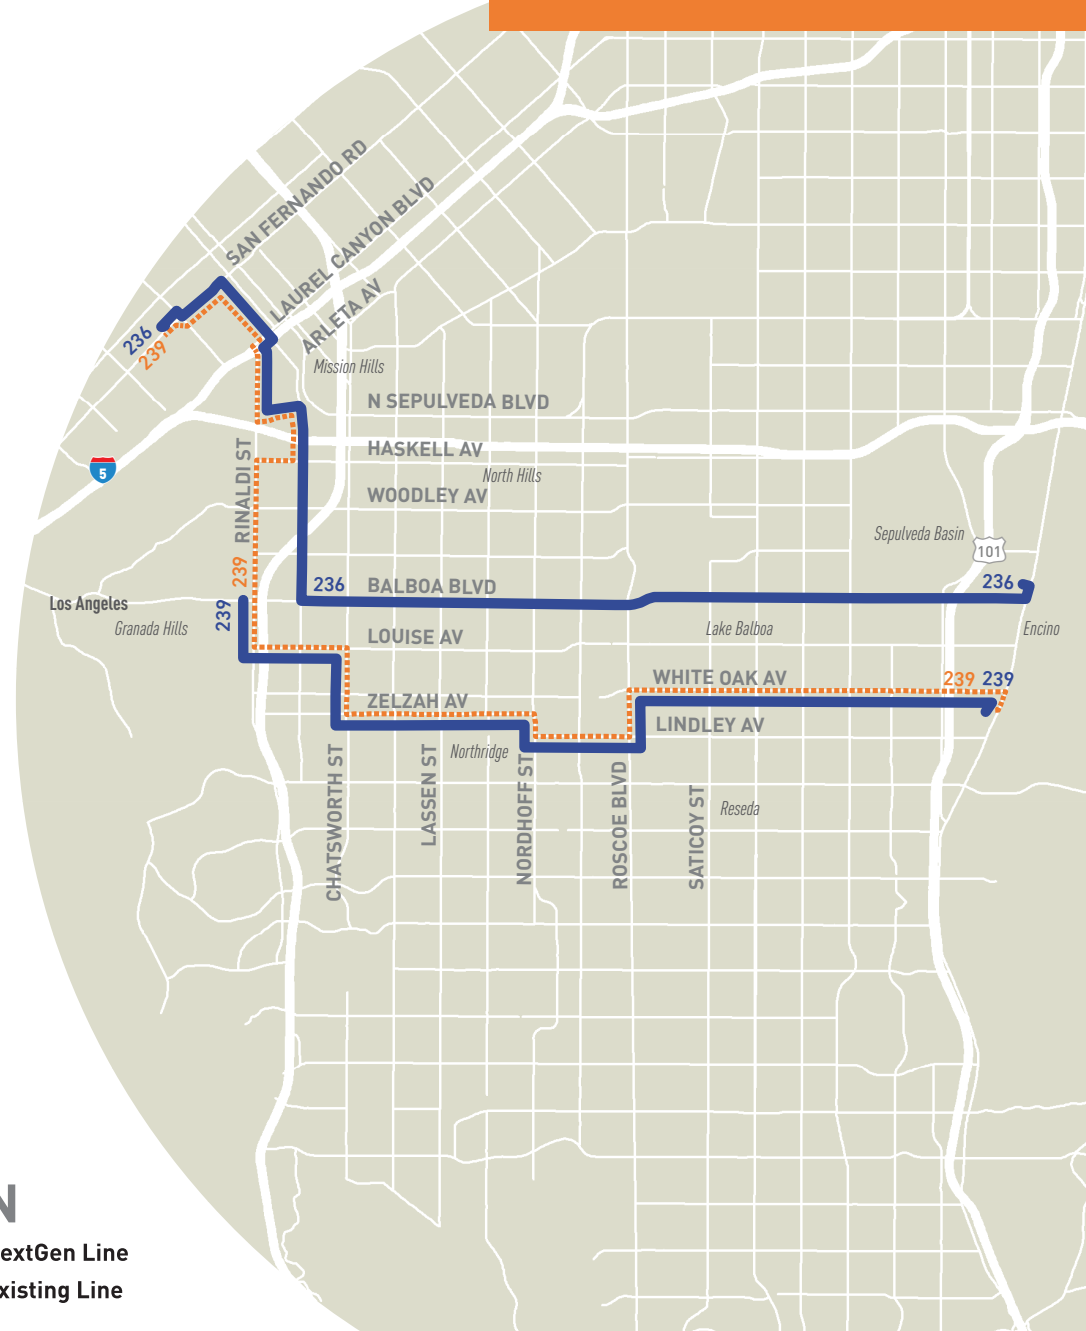 SAN FERNANDO RD
LAUREL CANYON BLVD
ARLETA AV
236
239
Mission Hills
N SEPULVEDA BLVD
HASKELL AV
North Hills
5
RINALDI ST
WOODLEY AV
Sepulveda Basin
101
239
236
BALBOA BLVD
236
Los Angeles
239
Granada Hills
Lake Balboa
Encino
LOUISE AV
WHITE OAK AV
239
239
ZELZAH AV
LINDLEY AV
Northridge
CHATSWORTH ST
LASSEN ST
NORDHOFF ST
ROSCOE BLVD
SATICOY ST
Reseda
N
extGen Line
xisting Line